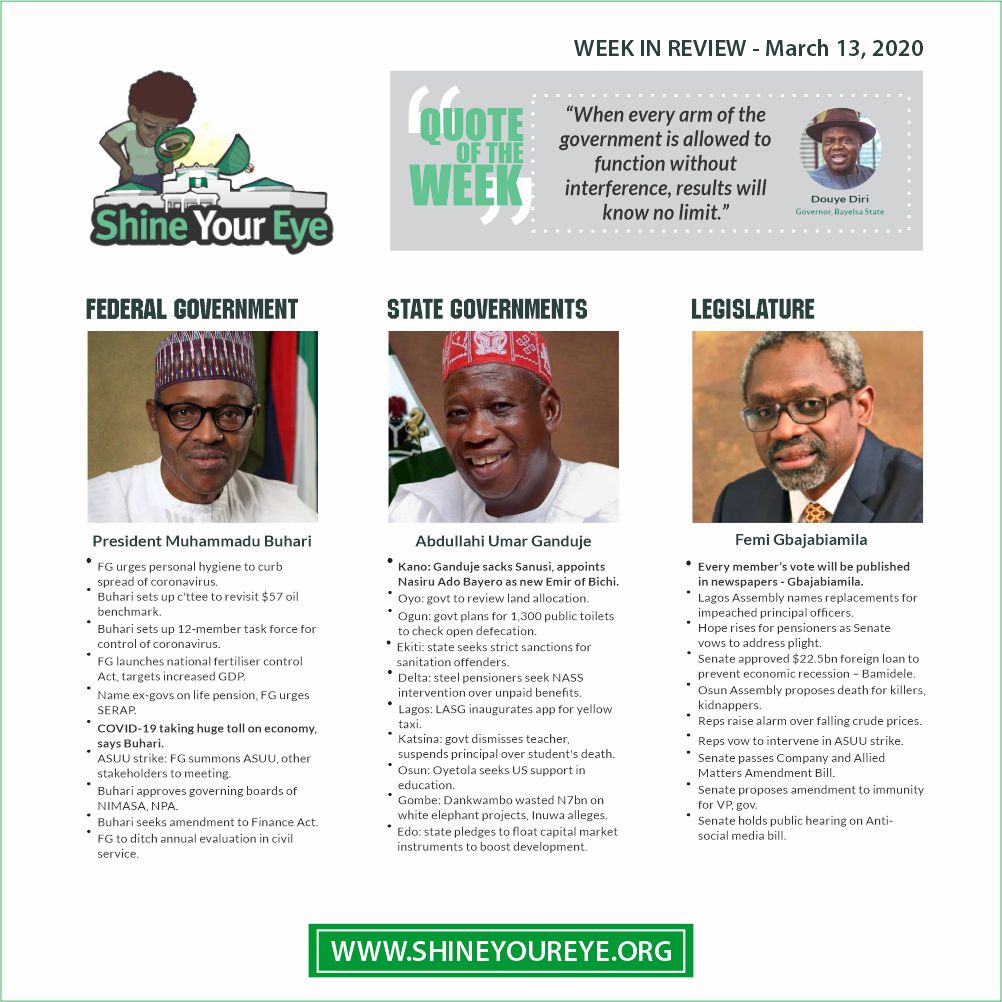 WEEK IN REVIEW - March 13, 2020
Shine Your Eye
QUOTE
OF THE
WEEK
“When every arm of the
government is allowed to
function without
interference, results will
know no limit.”
Douye Diri
Governor, Bayelsa State
FEDERAL GOVERNMENT
President Muhammadu Buhari
• FG urges personal hygiene to curb
spread of coronavirus.
• Buhari sets up c'ttee to revisit $57 oil
benchmark.
• Buhari sets up 12-member task force for
control of coronavirus.
• FG launches national fertiliser control
Act, targets increased GDP.
• Name ex-govs on life pension, FG urges
SERAP.
• COVID-19 taking huge toll on economy,
says Buhari.
• ASUU strike: FG summons ASUU, other
stakeholders to meeting.
• Buhari approves governing boards of
NIMASA, NPA.
• Buhari seeks amendment to Finance Act.
• FG to ditch annual evaluation in civil
service.
STATE GOVERNMENTS
Abdullahi Umar Ganduje
• Kano: Ganduje sacks Sanusi, appoints
Nasiru Ado Bayero as new Emir of Bichi.
• Oyo: govt to review land allocation.
• Ogun: govt plans for 1,300 public toilets
to check open defecation.
• Ekiti: state seeks strict sanctions for
sanitation offenders.
• Delta: steel pensioners seek NASS
intervention over unpaid benefits.
• Lagos: LASG inaugurates app for yellow
taxi.
• Katsina: govt dismisses teacher,
suspends principal over student's death.
• Osun: Oyetola seeks US support in
education.
• Gombe: Dankwambo wasted N7bn on
white elephant projects, Inuwa alleges.
• Edo: state pledges to float capital market
instruments to boost development.
LEGISLATURE
Femi Gbajabiamila
• Every member’s vote will be published
in newspapers - Gbajabiamila.
• Lagos Assembly names replacements for
impeached principal officers.
• Hope rises for pensioners as Senate
vows to address plight.
• Senate approved $22.5bn foreign loan to
prevent economic recession – Bamidele.
• Osun Assembly proposes death for killers,
kidnappers.
• Reps raise alarm over falling crude prices.
• Reps vow to intervene in ASUU strike.
• Senate passes Company and Allied
Matters Amendment Bill.
• Senate proposes amendment to immunity
for VP, gov.
• Senate holds public hearing on Anti-
social media bill.
WWW.SHINEYOUREYE.ORG